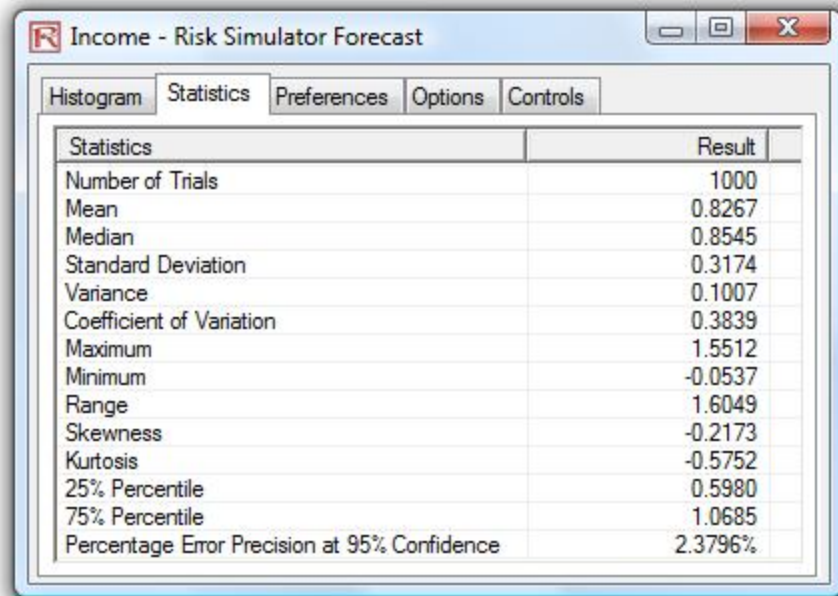 Income - Risk Simulator Forecast
Histogram Statistics Preferences Options Controls
Statistics Result
Number of Trials 1000
Mean 0.8267
Median 0.8545
Standard Deviation 0.3174
Variance 0.1007
Coefficient of Variation 0.3839
Maximum 1.5512
Minimum -0.0537
Range 1.6049
Skewness -0.2173
Kurtosis -0.5752
25% Percentile 0.5980
75% Percentile 1.0685
Percentage Error Precision at 95% Confidence 2.3796%